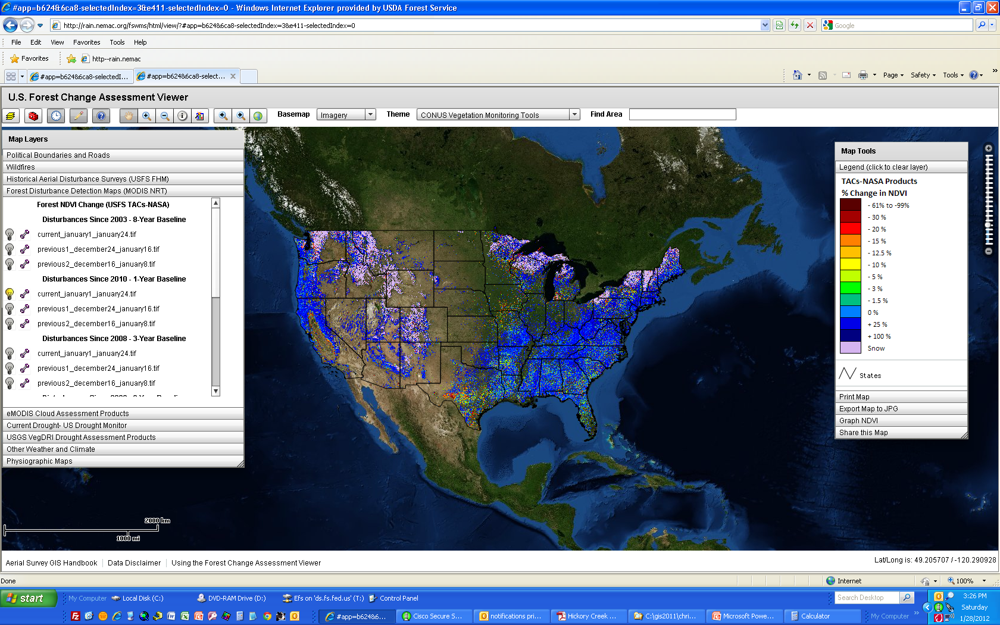 #app=b624&6ca8-selectedIndex=3&e411-selectedIndex=0 - Windows Internet Explorer provided by USDA Forest Service
http://rain.nemac.org/fswms/html/view/?#app=b624&6ca8-selectedIndex=3&e411-selectedIndex=0
Google
File Edit View Favorites Tools Help
Favorites http--rain.nemac
#app=b624&6ca8-selectedI... #app=b624&6ca8-select...
Page Safety Tools
U.S. Forest Change Assessment Viewer
Basemap Imagery Theme CONUS Vegetation Monitoring Tools Find Area
Map Layers
Political Boundaries and Roads
Wildfires
Historical Aerial Disturbance Surveys (USFS FHM)
Forest Disturbance Detection Maps (MODIS NRT)
Forest NDVI Change (USFS TACs-NASA)
Disturbances Since 2003 - 8-Year Baseline
current_january1_january24.tif
previous1_december24_january16.tif
previous2_december16_january8.tif
Disturbances Since 2010 - 1-Year Baseline
current_january1_january24.tif
previous1_december24_january16.tif
previous2_december16_january8.tif
Disturbances Since 2008 - 3-Year Baseline
current_january1_january24.tif
previous1_december24_january16.tif
previous2_december16_january8.tif
eMODIS Cloud Assessment Products
Current Drought- US Drought Monitor
USGS VegDRI Drought Assessment Products
Other Weather and Climate
Physiographic Maps
Map Tools
Legend (click to clear layer)
TACs-NASA Products
% Change in NDVI
- 61% to -99%
- 30 %
- 20 %
- 15 %
- 12.5 %
- 10 %
- 5 %
- 3 %
- 1.5 %
0 %
+ 25 %
+ 100 %
Snow
States
Print Map
Export Map to JPG
Graph NDVI
Share this Map
2000 km
1000 mi
Aerial Survey GIS Handbook Data Disclaimer Using the Forest Change Assessment Viewer
Lat/Long is: 49.205707 / -120.290928
Done Internet 100%
start My Computer Local Disk (C:) DVD-RAM Drive (D:) Efs on 'ds.fs.fed.us' (T:) Control Panel Search Desktop
3:26 PM
Saturday
1/28/2012
#app=b624&6... Cisco Secure S... notifications pri... Hickory Creek ... C:\gis2011\chri... Microsoft Powe... Calculator My Computer